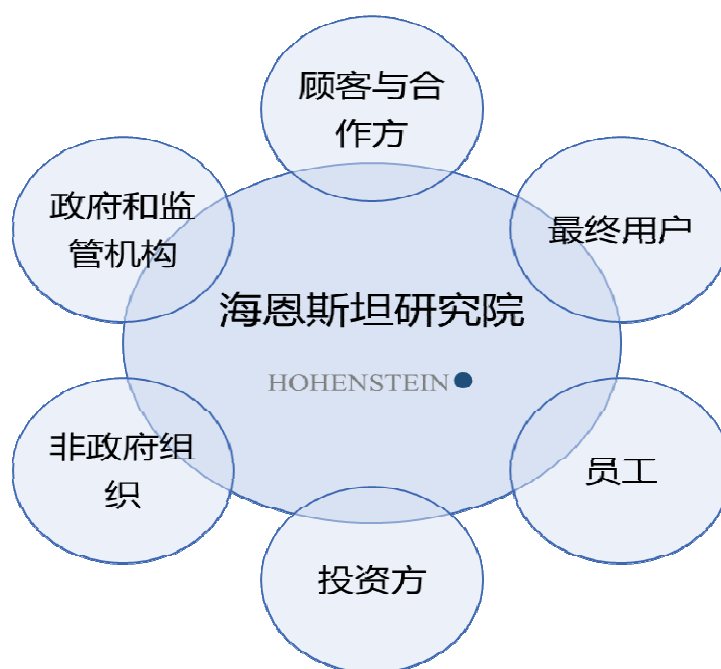 顾客与合
作方
政府和监
管机构
最终用户
海恩斯坦研究院
HOHENSTEIN
非政府组
织
员工
投资方